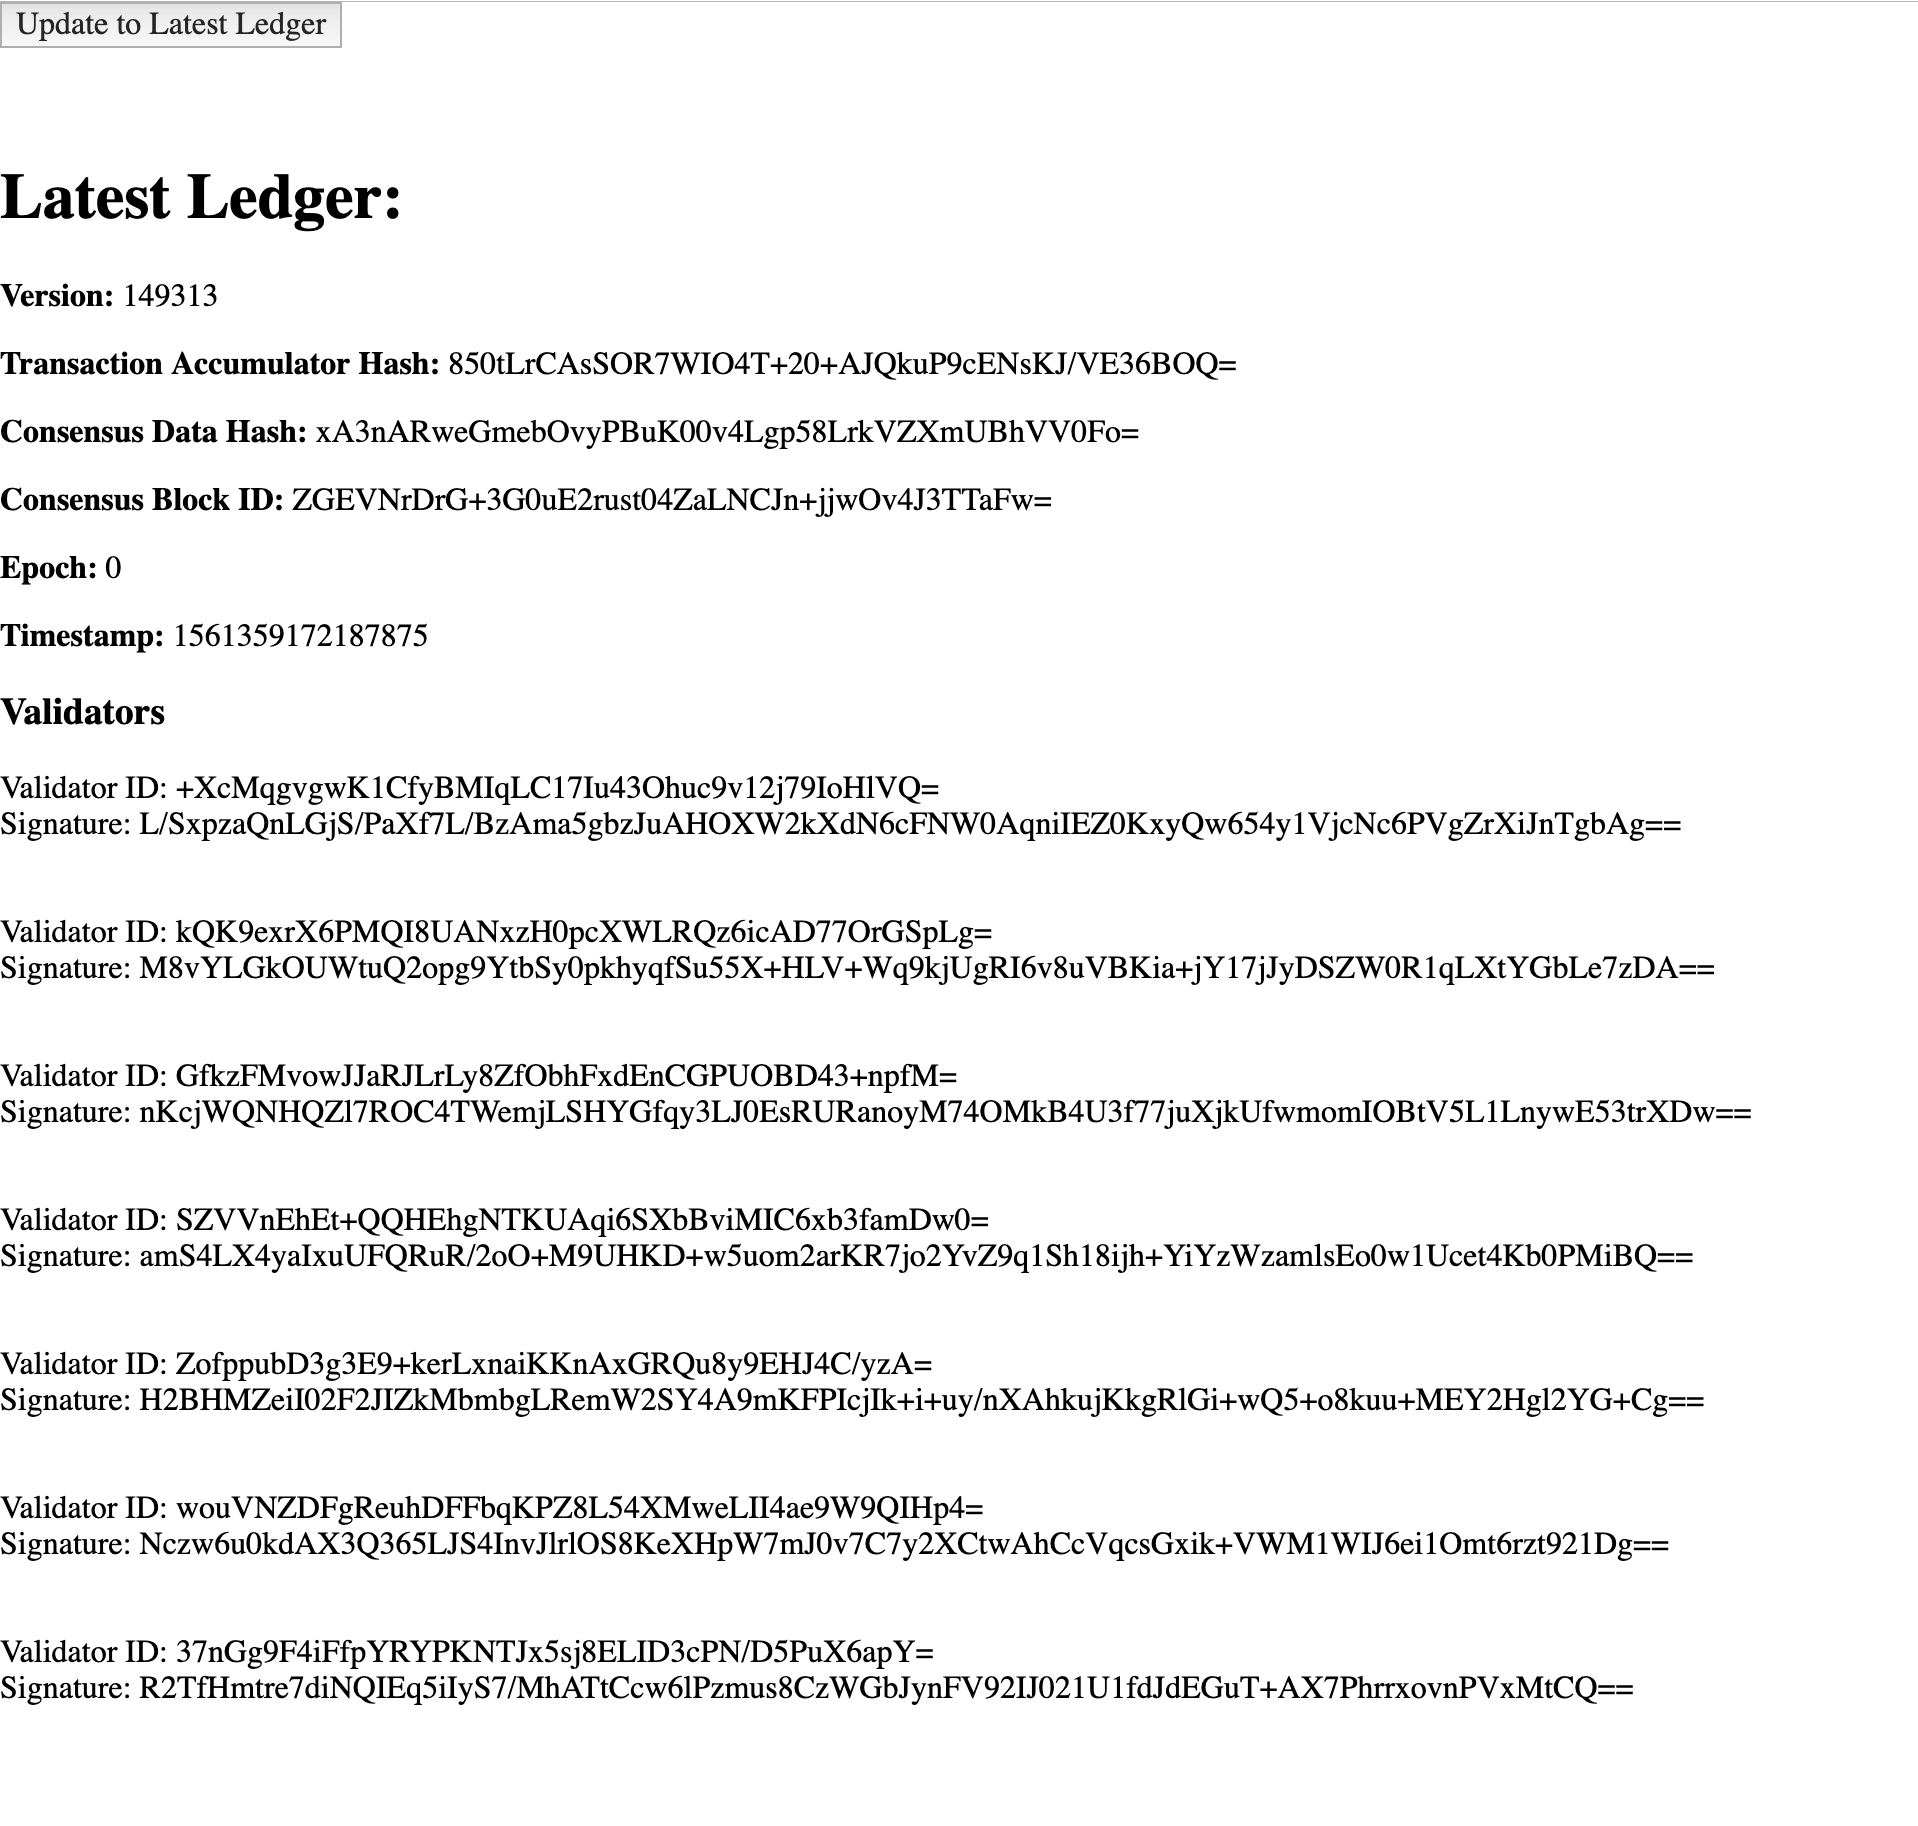 Update to Latest Ledger
Latest Ledger:
Version: 149313
Transaction Accumulator Hash: 850tLrCAsSOR7WIO4T+20+AJQkuP9cENsKJ/VE36BOQ=
Consensus Data Hash: xA3nARweGmebOvyPBuK00v4Lgp58LrkVZXmUBhVV0Fo=
Consensus Block ID: ZGEVNrDrG+3G0uE2rust04ZaLNCJn+jjwOv4J3TTaFw=
Epoch: 0
Timestamp: 1561359172187875
Validators
Validator ID: +XcMqgvgwK1CfyBMIqLC17Iu43Ohuc9v12j79IoHlVQ=
Signature: L/SxpzaQnLGjS/PaXf7L/BzAma5gbzJuAHOXW2kXdN6cFNW0AqniIEZ0KxyQw654y1VjcNc6PVgZrXiJnTgbAg==
Validator ID: kQK9exrX6PMQI8UANxzH0pcXWLRQz6icAD77OrGSpLg=
Signature: M8vYLGkOUWtuQ2opg9YtbSy0pkhyqfSu55X+HLV+Wq9kjUgRI6v8uVBKia+jY17jJyDSZW0R1qLXtYGbLe7zDA==
Validator ID: GfkzFMvowJJaRJLrLy8ZfObhFxdEnCGPUOBD43+npfM=
Signature: nKcjWQNHQZl7ROC4TWemjLSHYGfqy3LJ0EsRURanoyM74OMkB4U3f77juXjkUfwmomIOBtV5L1LnywE53trXDw==
Validator ID: SZVVnEhEt+QQHEhgNTKUAqi6SXbBviMIC6xb3famDw0=
Signature: amS4LX4yaIxuUFQRuR/2oO+M9UHKD+w5uom2arKR7jo2YvZ9q1Sh18ijh+YiYzWzamlsEo0w1Ucet4Kb0PMiBQ==
Validator ID: ZofppubD3g3E9+kerLxnaiKKnAxGRQu8y9EHJ4C/yzA=
Signature: H2BHMZeiI02F2JIZkMbmbgLRemW2SY4A9mKFPIcjIk+i+uy/nXAhkujKkgRlGi+wQ5+o8kuu+MEY2Hgl2YG+Cg==
Validator ID: wouVNZDFgReuhDFFbqKPZ8L54XMweLII4ae9W9QIHp4=
Signature: Nczw6u0kdAX3Q365LJS4InvJlrlOS8KeXHpW7mJ0v7C7y2XCtwAhCcVqcsGxik+VWM1WIJ6ei1Omt6rzt921Dg==
Validator ID: 37nGg9F4iFfpYRYPKNTJx5sj8ELID3cPN/D5PuX6apY=
Signature: R2TfHmtre7diNQIEq5iIyS7/MhATtCcw6lPzmus8CzWGbJynFV92IJ021U1fdJdEGuT+AX7PhrrxovnPVxMtCQ==